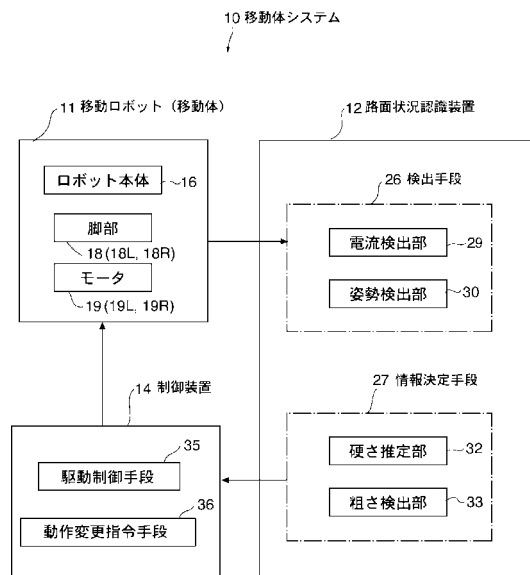 10 移動体システム
11 移動ロボット（移動体）
ロボット本体
16
脚部
18 (18L, 18R)
モータ
19 (19L, 19R)
12 路面状況認識装置
26 検出手段
電流検出部
29
姿勢検出部
30
27 情報決定手段
硬さ推定部
32
粗さ検出部
33
14 制御装置
35
駆動制御手段
36
動作変更指令手段